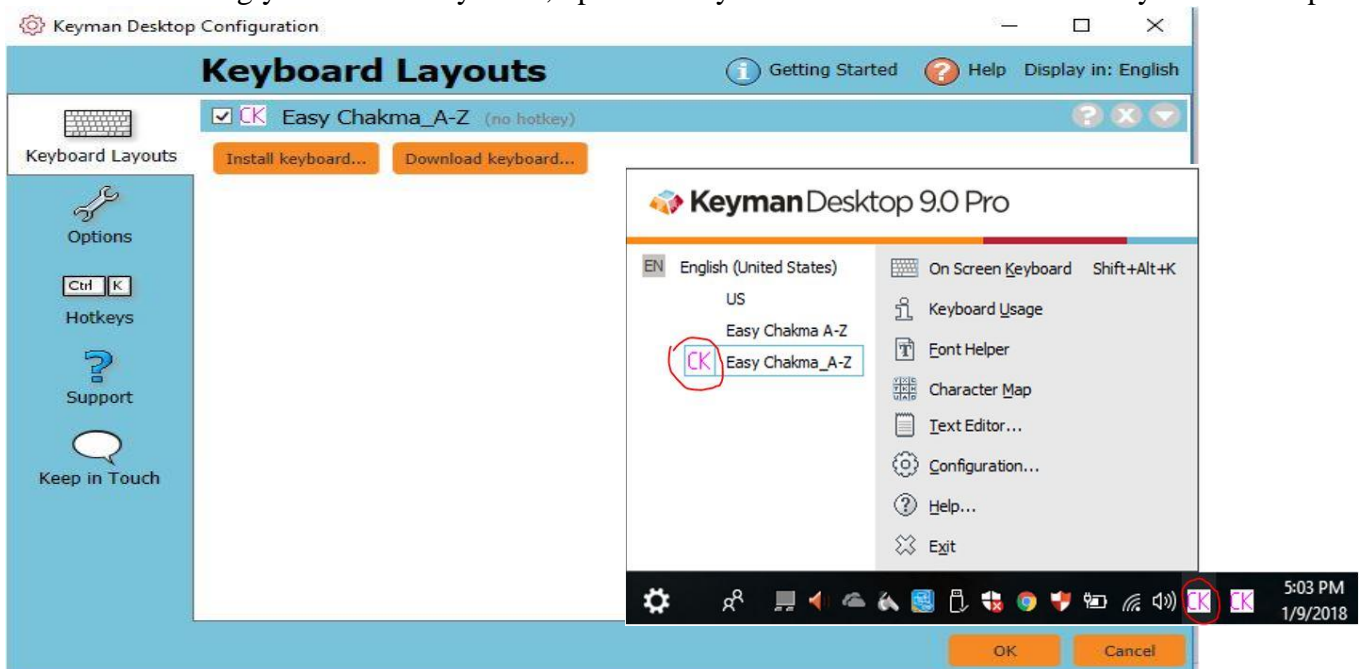 Keyman Desktop Configuration
Keyboard Layouts
Getting Started
Help
Display in: English
Keyboard Layouts
Options
Ctrl K
Hotkeys
Support
Keep in Touch
CK Easy Chakma_A-Z (no hotkey)
Install keyboard...
Download keyboard...
Keyman Desktop 9.0 Pro
EN English (United States)
US
Easy Chakma A-Z
CK Easy Chakma_A-Z
On Screen Keyboard Shift+Alt+K
Keyboard Usage
Font Helper
Character Map
Text Editor...
Configuration...
Help...
Exit
CK CK
5:03 PM
1/9/2018
OK
Cancel